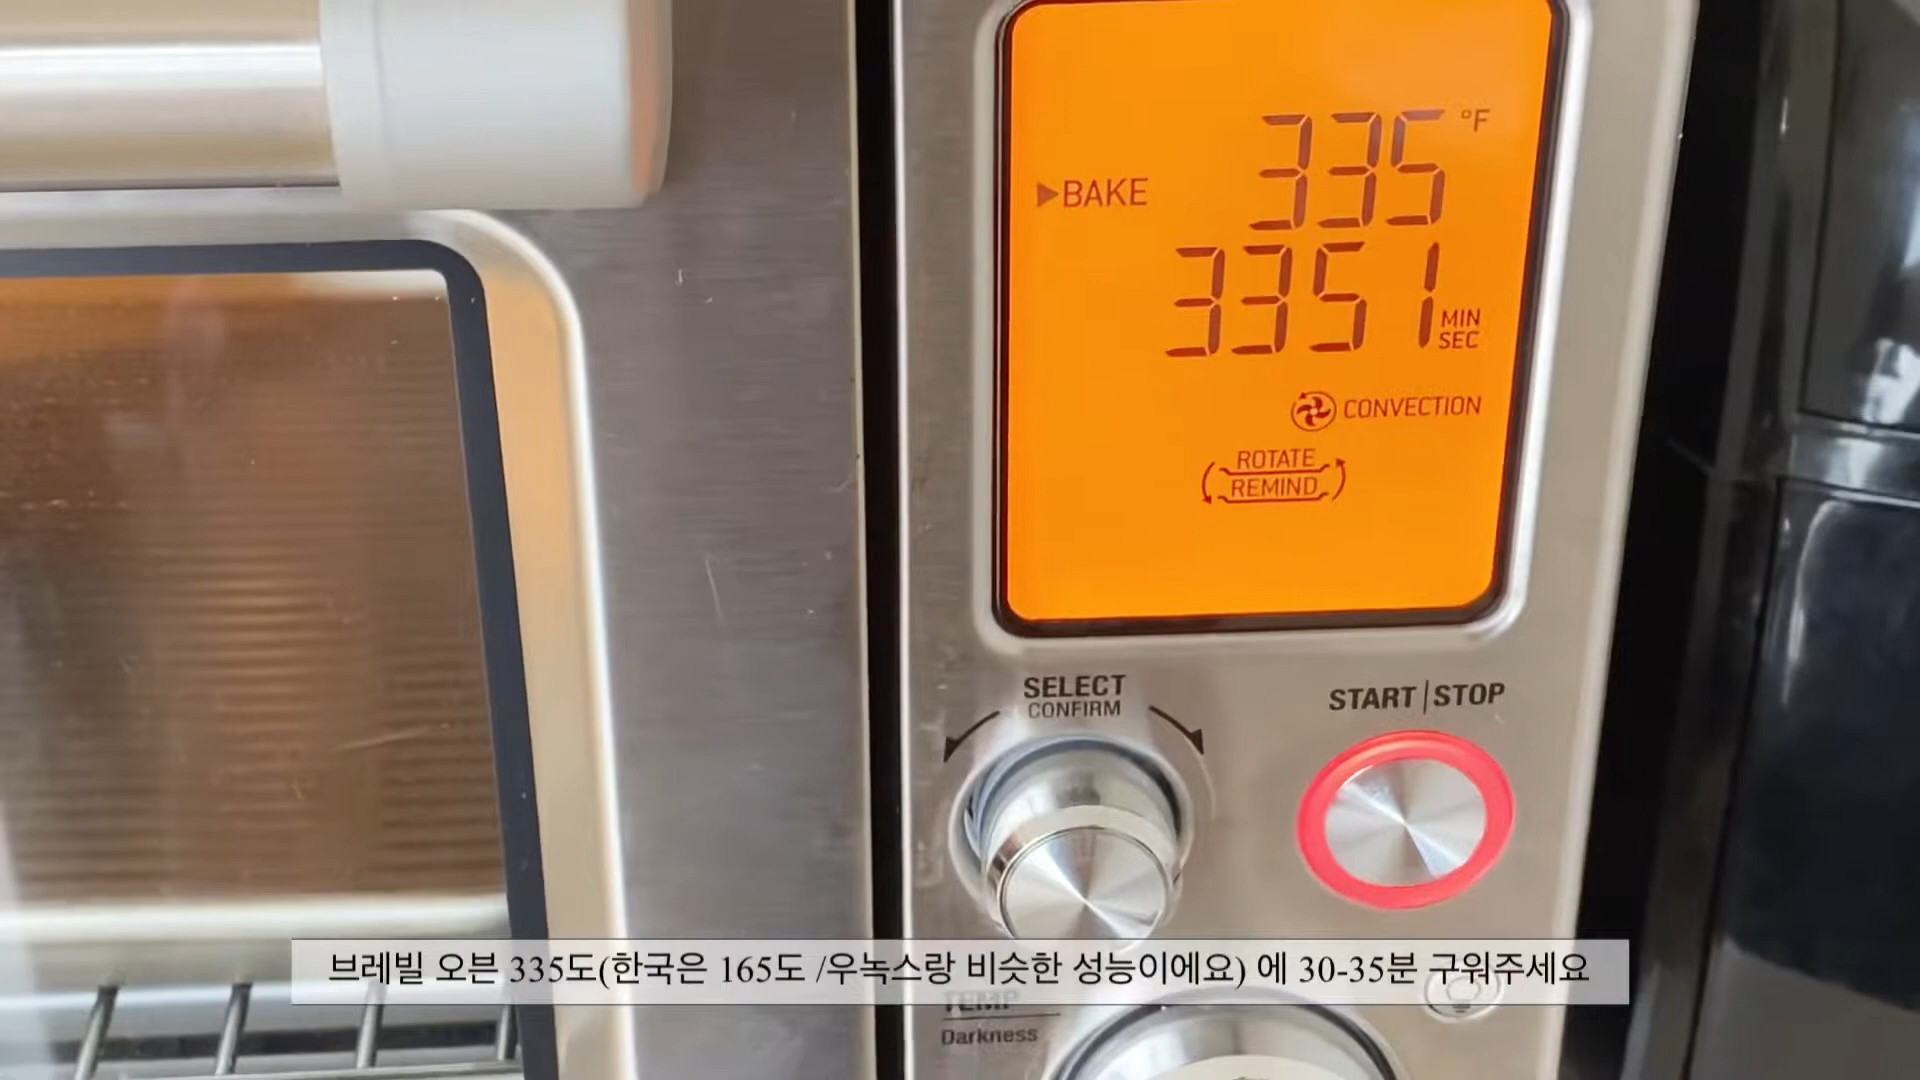 335 °F
▶BAKE
3351 MIN SEC
CONVECTION
ROTATE
REMIND
SELECT
CONFIRM
START|STOP
브레빌 오븐 335도(한국은 165도 /우녹스랑 비슷한 성능이에요) 에 30-35분 구워주세요
TEMP
Darkness